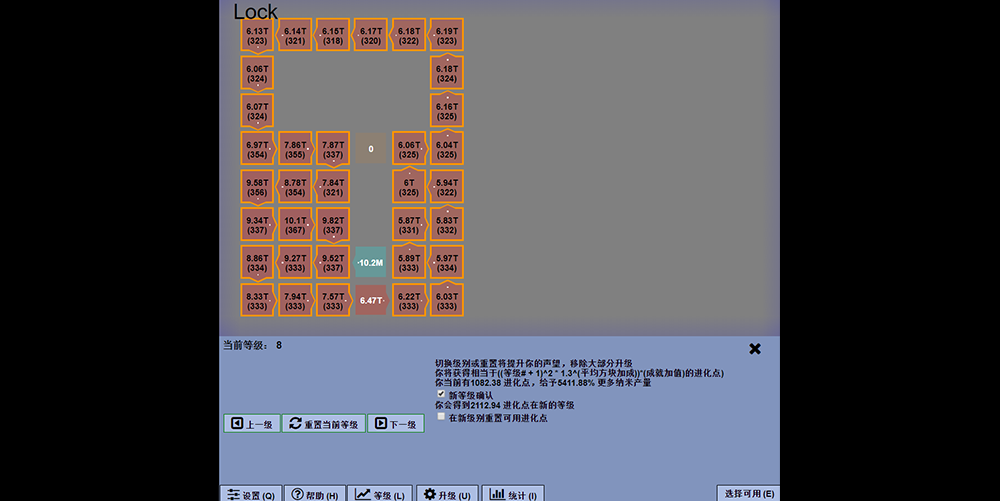 Lock
6.13T 6.14T 6.15T 6.17T 6.18T 6.19T
(323) (321) (318) (320) (322) (323)
6.06T 6.18T
(324) (324)
6.07T 6.16T
(324) (325)
6.97T 7.86T 7.87T 0 6.06T 6.04T
(354) (355) (337) (325) (325)
9.58T 8.78T 7.84T 6T 5.94T
(356) (354) (321) (325) (322)
9.34T 10.1T 9.82T 5.87T 5.83T
(337) (367) (337) (331) (332)
8.86T 9.27T 9.52T -10.2M 5.89T 5.97T
(334) (333) (337) (333) (334)
8.33T 7.94T 7.57T 6.47T 6.22T 6.03T
(333) (333) (333) (333) (333)
当前等级： 8
切换级别或重置将提升你的声望，移除大部分升级
你将获得相当于((等级# + 1)^2 * 1.3^(平均方块加成))*(成就加值)的进化点)
你当前有1082.38 进化点，给予5411.88% 更多纳米产量
新等级确认
你会得到2112.94 进化点在新的等级
在新级别重置可用进化点
上一级 重置当前等级 下一级
设置 (Q) 帮助 (H) 等级 (L) 升级 (U) 统计 (I) 选择可用 (E)